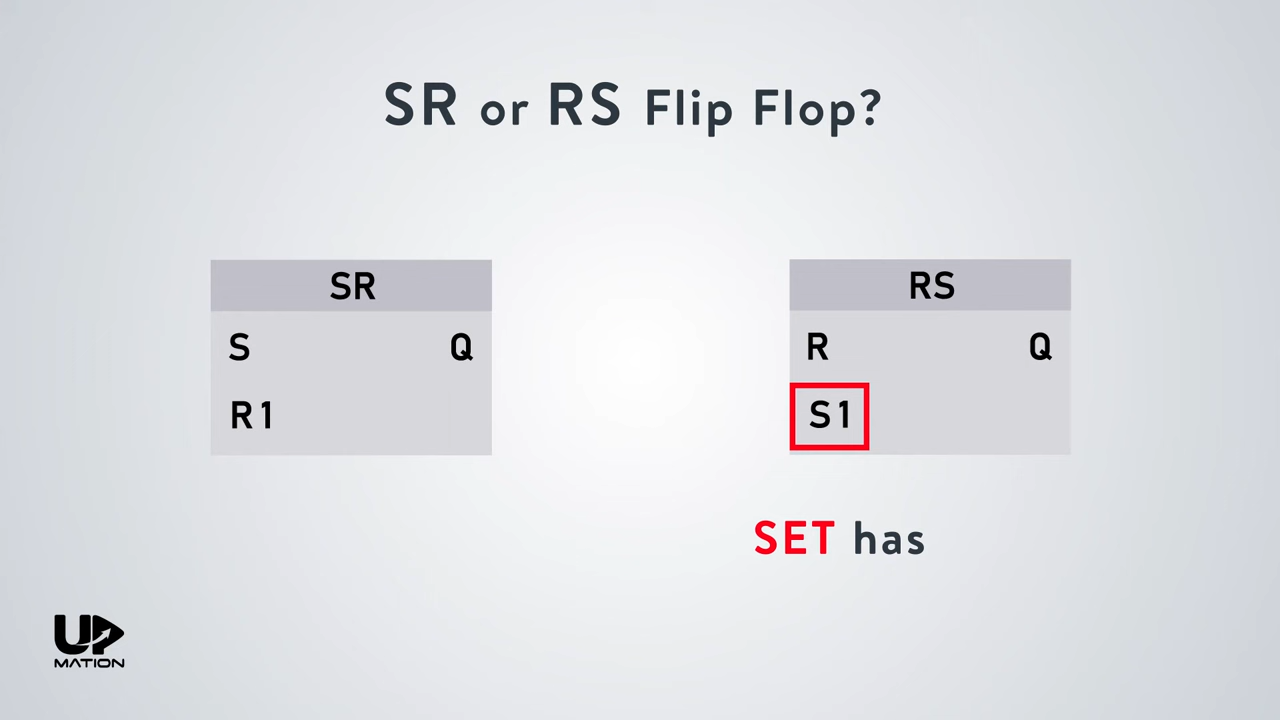 SR or RS Flip Flop?
SR
S Q
R1
RS
R Q
S1
SET has
UP
MATION